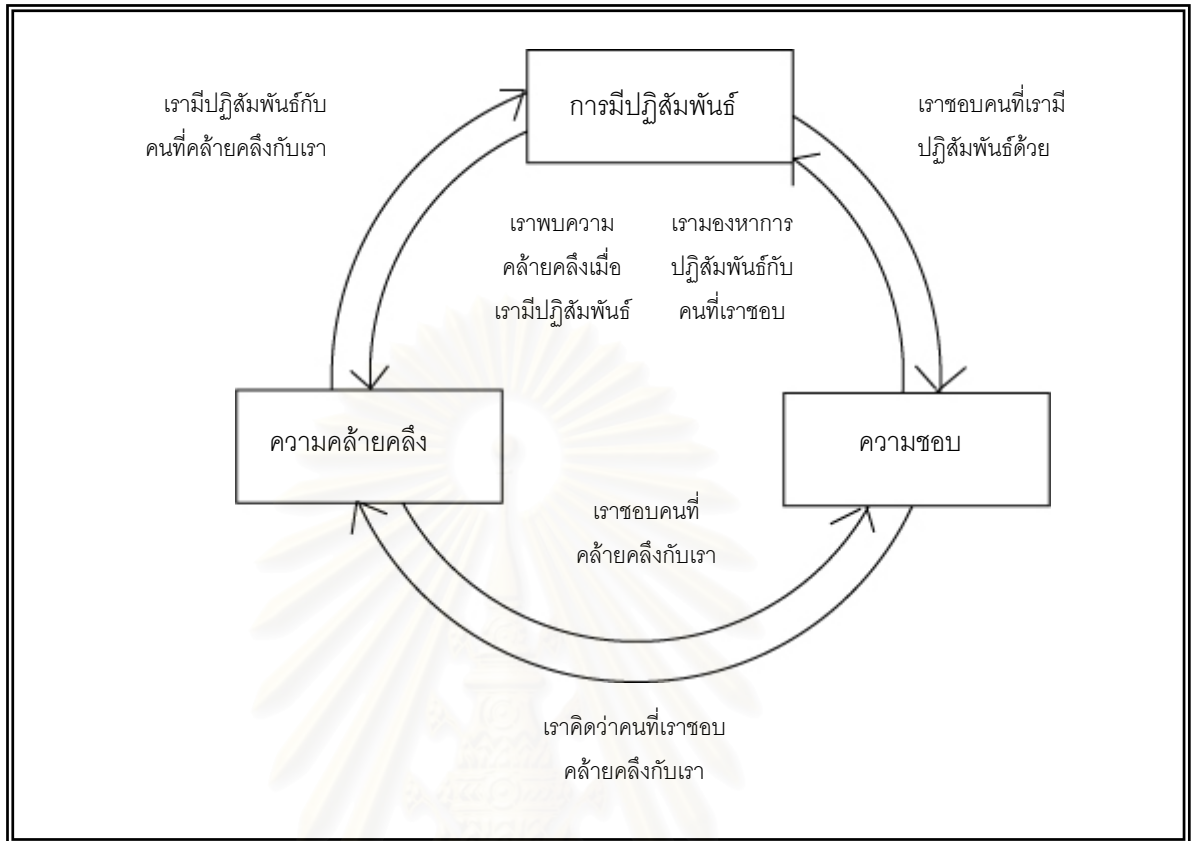 การมีปฏิสัมพันธ์
เรามีปฏิสัมพันธ์กับ
คนที่คล้ายคลึงกับเรา
เราชอบคนที่เรามี
ปฏิสัมพันธ์ด้วย
เราพบความ
คล้ายคลึงเมื่อ
เรามีปฏิสัมพันธ์
เรามองหาการ
ปฏิสัมพันธ์กับ
คนที่เราชอบ
ความคล้ายคลึง
ความชอบ
เราชอบคนที่
คล้ายคลึงกับเรา
เราคิดว่าคนที่เราชอบ
คล้ายคลึงกับเรา